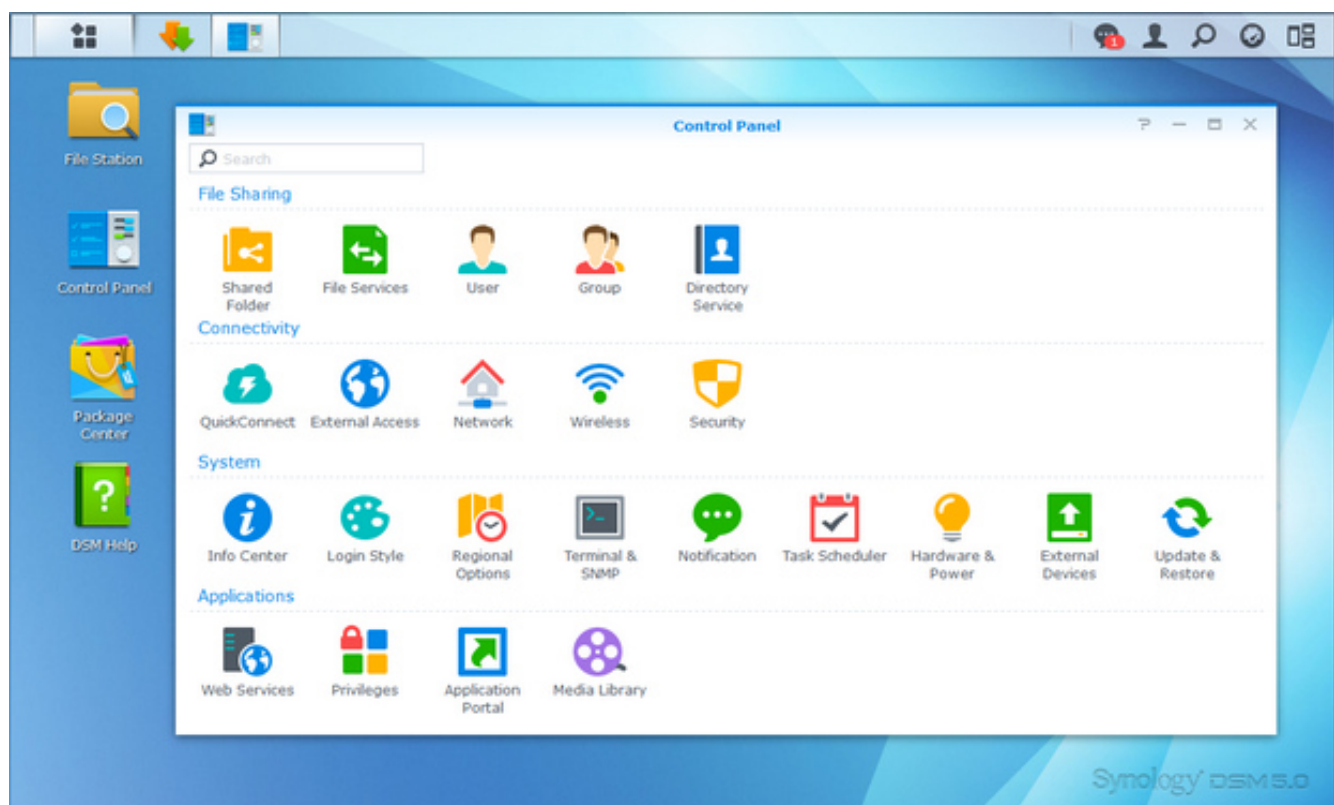 1
File Station
Control Panel
Package
Center
DSM Help
Control Panel
Search
File Sharing
Shared
Folder
File Services
User
Group
Directory
Service
Connectivity
QuickConnect
External Access
Network
Wireless
Security
System
Info Center
Login Style
Regional
Options
Terminal &
SNMP
Notification
Task Scheduler
Hardware &
Power
External
Devices
Update &
Restore
Applications
Web Services
Privileges
Application
Portal
Media Library
Synology DSM 5.0